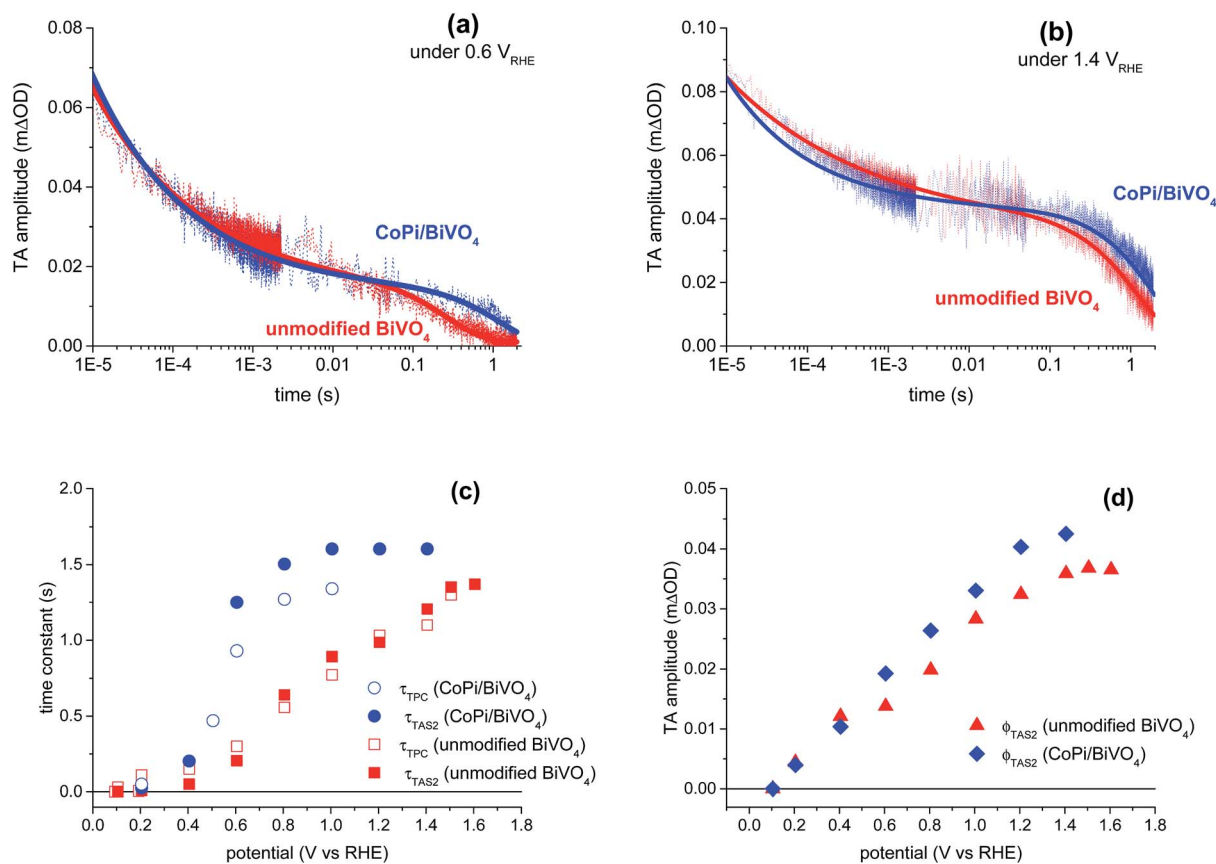 (a)
under 0.6 V_RHE
TA amplitude (mΔOD)
0.08
0.06
0.04
0.02
0.00
CoPi/BiVO₄
unmodified BiVO₄
1E-5 1E-4 1E-3 0.01 0.1 1
time (s)
(b)
under 1.4 V_RHE
TA amplitude (mΔOD)
0.10
0.08
0.06
0.04
0.02
0.00
CoPi/BiVO₄
unmodified BiVO₄
1E-5 1E-4 1E-3 0.01 0.1 1
time (s)
(c)
time constant (s)
2.0
1.5
1.0
0.5
0.0
τ_TPC (CoPi/BiVO₄)
τ_TAS2 (CoPi/BiVO₄)
τ_TPC (unmodified BiVO₄)
τ_TAS2 (unmodified BiVO₄)
0.0 0.2 0.4 0.6 0.8 1.0 1.2 1.4 1.6 1.8
potential (V vs RHE)
(d)
TA amplitude (mΔOD)
0.05
0.04
0.03
0.02
0.01
0.00
ϕ_TAS2 (unmodified BiVO₄)
ϕ_TAS2 (CoPi/BiVO₄)
0.0 0.2 0.4 0.6 0.8 1.0 1.2 1.4 1.6 1.8
potential (V vs RHE)